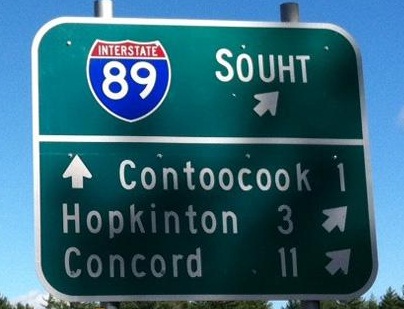 INTERSTATE
89
SOUHT
Contoocook 1
Hopkinton 3
Concord 11